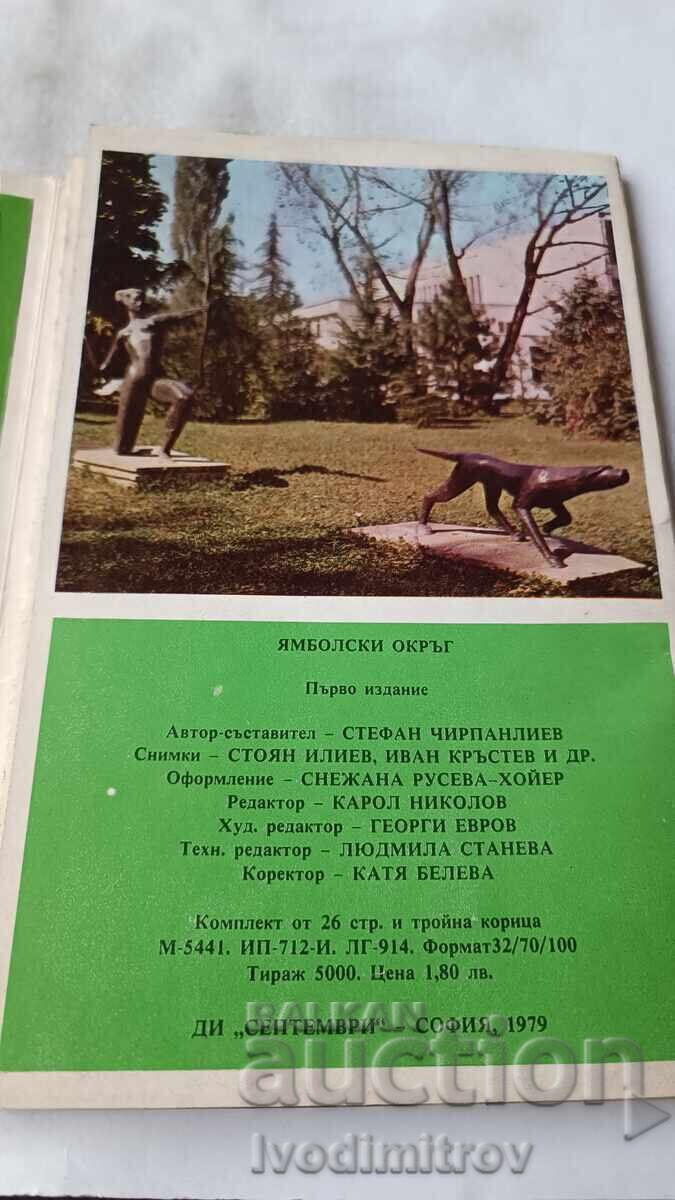 ЯМБОЛСКИ ОКРЪГ
Първо издание
Автор-съставител – СТЕФАН ЧИРПАНЛИЕВ
Снимки – СТОЯН ИЛИЕВ, ИВАН КРЪСТЕВ И ДР.
Оформление – СНЕЖАНА РУСЕВА–ХОЙЕР
Редактор – КАРОЛ НИКОЛОВ
Худ. редактор – ГЕОРГИ ЕВРОВ
Техн. редактор – ЛЮДМИЛА СТАНЕВА
Коректор – КАТЯ БЕЛЕВА
Комплект от 26 стр. и тройна корица
М-5441. ИП-712-И. ЛГ-914. Формат32/70/100
Тираж 5000. Цена 1,80 лв.
ДИ „СЕПТЕМВРИ“ – СОФИЯ, 1979
BALKAN
auction
Ivodimitrov